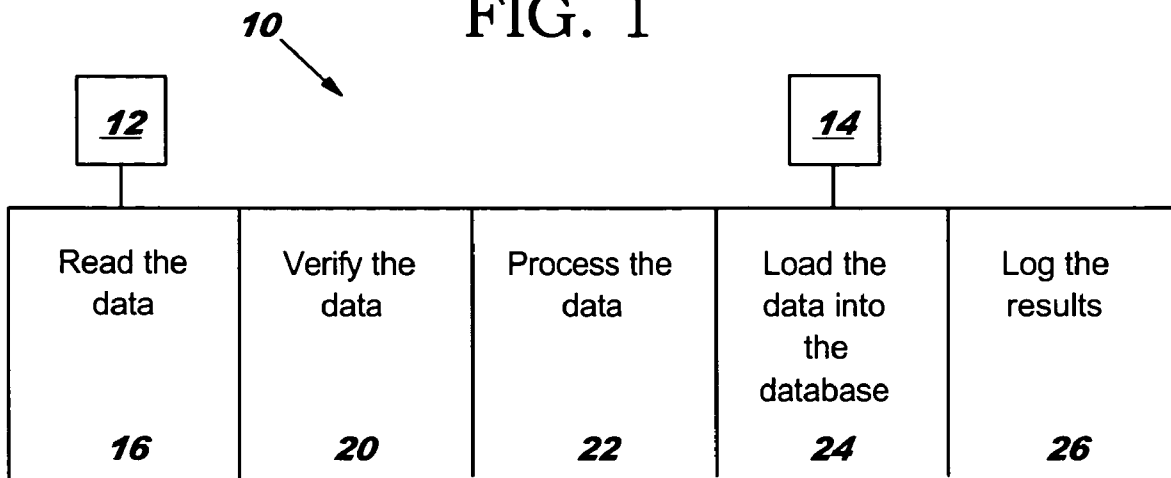 FIG. 1
10
12
14
Read the
data
16
Verify the
data
20
Process the
data
22
Load the
data into
the
database
24
Log the
results
26